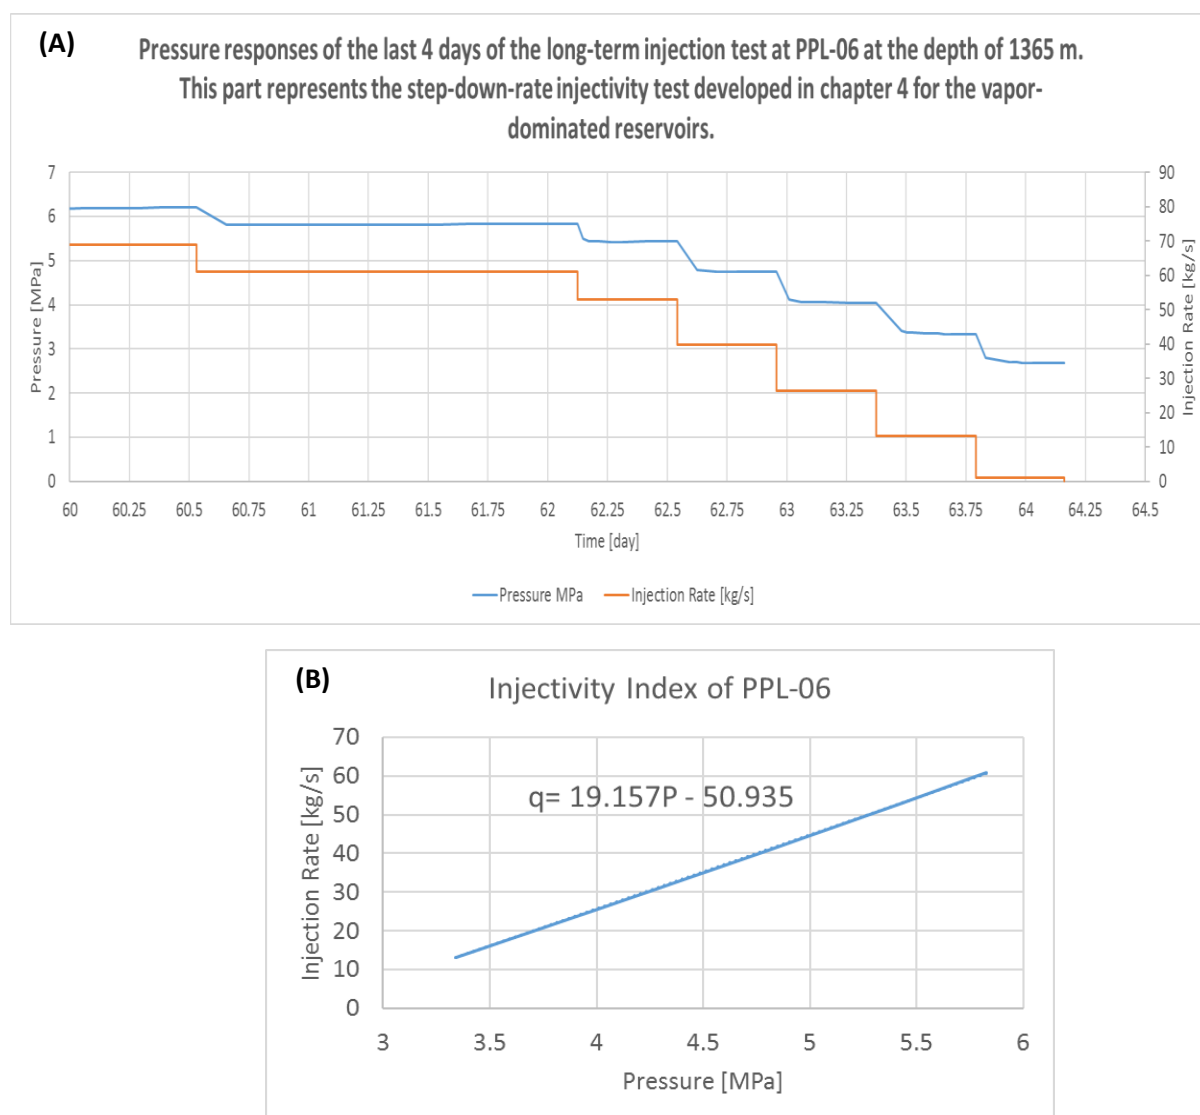 (A)
Pressure responses of the last 4 days of the long-term injection test at PPL-06 at the depth of 1365 m.
This part represents the step-down-rate injectivity test developed in chapter 4 for the vapor-
dominated reservoirs.
Pressure [MPa]
7
6
5
4
3
2
1
0
90
80
70
60
50
40
30
20
10
0
Injection Rate [kg/s]
60 60.25 60.5 60.75 61 61.25 61.5 61.75 62 62.25 62.5 62.75 63 63.25 63.5 63.75 64 64.25 64.5
Time [day]
Pressure MPa Injection Rate [kg/s]
(B)
Injectivity Index of PPL-06
Injection Rate [kg/s]
70
60
50
40
30
20
10
0
q= 19.157P - 50.935
3 3.5 4 4.5 5 5.5 6
Pressure [MPa]